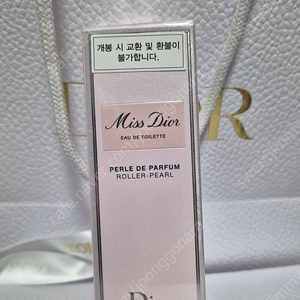 개봉 시 교환 및 환불이
불가합니다.
Miss Dior
EAU DE TOILETTE
PERLE DE PARFUM
ROLLER-PEARL